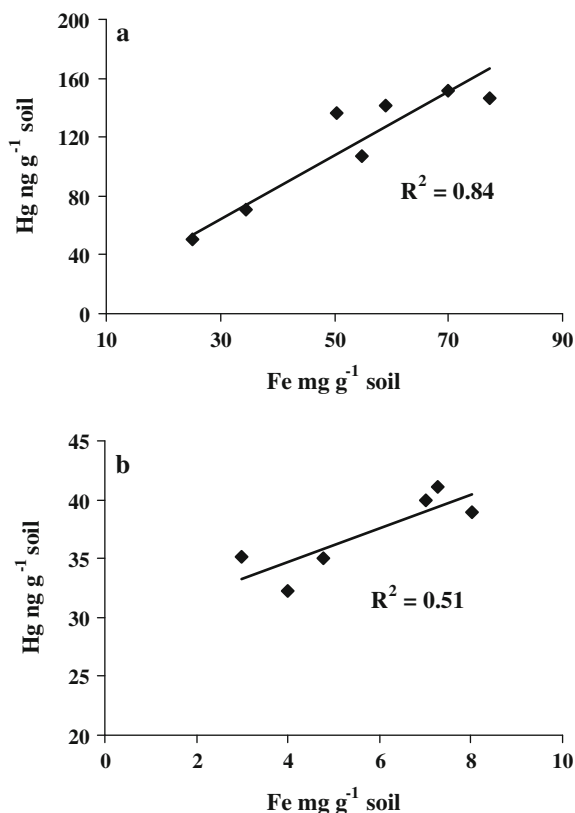 a
200
160
120
80
40
0
Hg ng g⁻¹ soil
R² = 0.84
10 30 50 70 90
Fe mg g⁻¹ soil
b
45
40
35
30
25
20
Hg ng g⁻¹ soil
R² = 0.51
0 2 4 6 8 10
Fe mg g⁻¹ soil